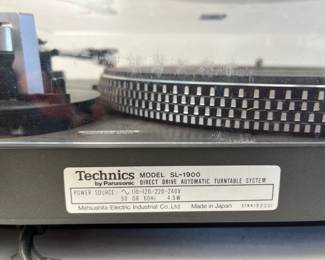 Technics MODEL SL-1900
by Panasonic DIRECT DRIVE AUTOMATIC TURNTABLE SYSTEM
POWER SOURCE: ∿ 110-120/220-240V
50 OR 60Hz 4.5W
Matsushita Electric Industrial Co., Ltd. Made in Japan